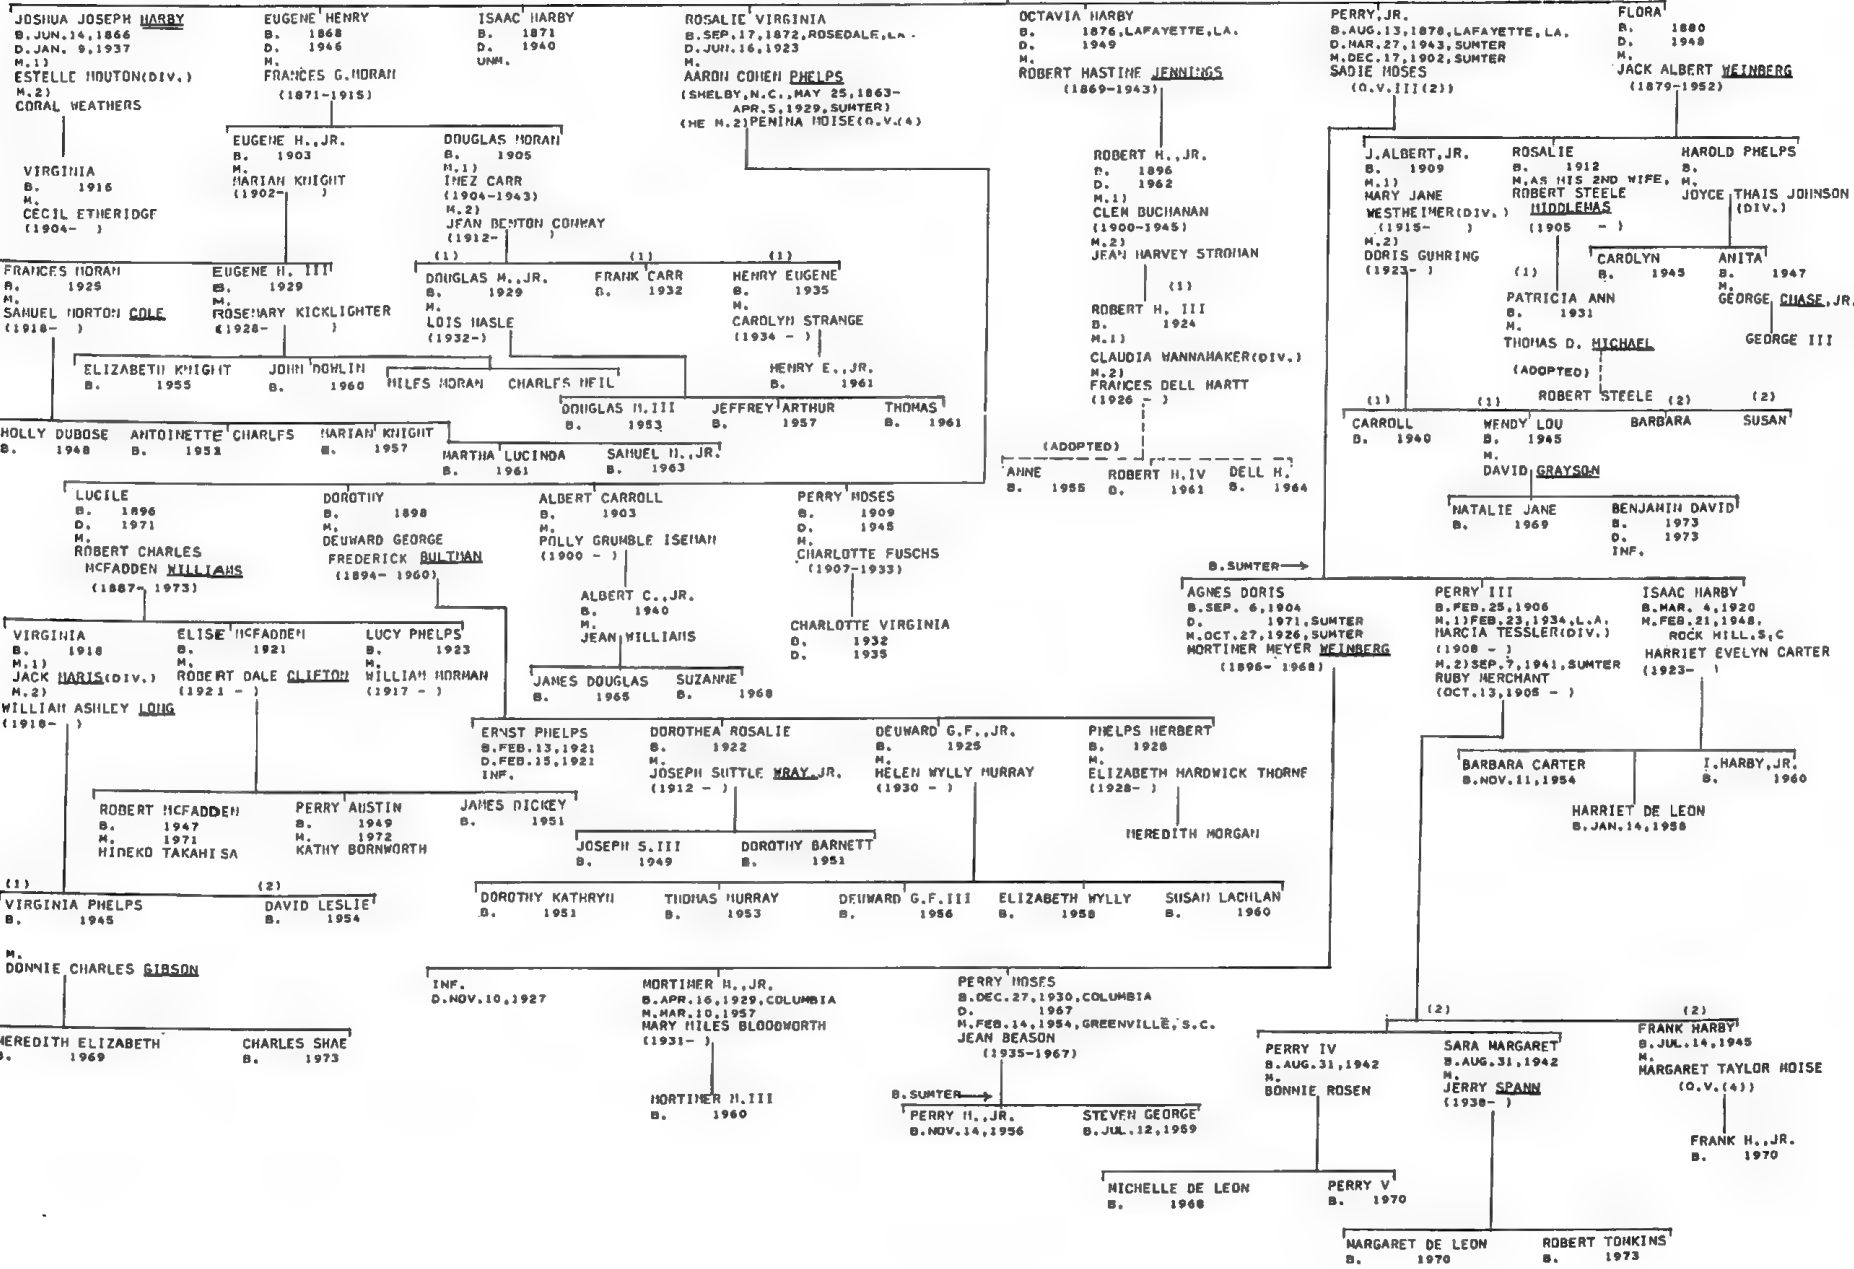 JOSHUA JOSEPH HARBY
B.JUN.14,1866
D.JAN. 9,1937
M.1)
ESTELLE MOUTON(DIV.)
M.2)
CORAL WEATHERS
EUGENE HENRY
B. 1868
D. 1946
M.
FRANCES G.MORAN
(1871-1915)
ISAAC HARBY
B. 1871
D. 1940
UNM.
ROSALIE VIRGINIA
B.SEP.17,1872,ROSEDALE,LA.
D.JUN.16,1923
M.
AARON COHEN PHELPS
(SHELBY,N.C.,MAY 25,1863-
APR.5,1929,SUMTER)
(HE M.2)PENINA MOISE(Q.V.(4)
OCTAVIA HARBY
B. 1876,LAFAYETTE,LA.
D. 1949
M.
ROBERT HASTINE JENNINGS
(1869-1943)
PERRY,JR.
B.AUG.13,1878,LAFAYETTE,LA.
D.MAR.27,1943,SUMTER
M.DEC.17,1902,SUMTER
SADIE MOSES
(Q.V.III(2))
FLORA
B. 1880
D. 1948
M.
JACK ALBERT WEINBERG
(1879-1952)
VIRGINIA
B. 1916
M.
CECIL ETHERIDGE
(1904- )
EUGENE H.,JR.
B. 1903
M.
MARIAN KNIGHT
(1902- )
DOUGLAS MORAN
B. 1905
M.1)
INEZ CARR
(1904-1943)
M.2)
JEAN BENTON CONWAY
(1912- )
ROBERT H.,JR.
B. 1896
D. 1962
M.1)
CLEM BUCHANAN
(1900-1945)
M.2)
JEAN HARVEY STROMAN
J.ALBERT,JR.
B. 1909
M.1)
MARY JANE
WESTHEIMER(DIV.)
(1915- )
M.2)
DORIS GUHRING
(1923- )
ROSALIE
B. 1912
M.AS HIS 2ND WIFE,
ROBERT STEELE
MIDDLEMAS
(1905 - )
HAROLD PHELPS
B.
M.
JOYCE THAIS JOHNSON
(DIV.)
FRANCES MORAN
B. 1925
M.
SAMUEL NORTON COLE
(1918- )
EUGENE H. III
B. 1929
M.
ROSEMARY KICKLIGHTER
(1928- )
(1)
DOUGLAS M.,JR.
B. 1929
M.
LOIS HASLE
(1932-)
(1)
FRANK CARR
B. 1932
(1)
HENRY EUGENE
B. 1935
M.
CAROLYN STRANGE
(1934 - )
(1)
ROBERT H. III
B. 1924
M.1)
CLAUDIA WANNAMAKER(DIV.)
M.2)
FRANCES DELL HARTT
(1926 - )
(1)
PATRICIA ANN
B. 1931
M.
THOMAS D. MICHAEL
(ADOPTED)
ROBERT STEELE
CAROLYN
B. 1945
ANITA
B. 1947
M.
GEORGE CHASE,JR.
GEORGE III
ELIZABETH KNIGHT
B. 1955
JOHN DOWLIN
B. 1960
MILES MORAN
CHARLES NEIL
HENRY E.,JR.
B. 1961
DOUGLAS M.III
B. 1953
JEFFREY ARTHUR
B. 1957
THOMAS
B. 1961
HOLLY DUBOSE
B. 1948
ANTOINETTE CHARLES
B. 1952
MARIAN KNIGHT
B. 1957
MARTHA LUCINDA
B. 1961
SAMUEL N.,JR.
B. 1963
(ADOPTED)
ANNE
B. 1955
ROBERT H.IV
B. 1961
DELL H.
B. 1964
(1)
CARROLL
B. 1940
(1)
WENDY LOU
B. 1945
M.
DAVID GRAYSON
(2)
BARBARA
(2)
SUSAN
NATALIE JANE
B. 1969
BENJAMIN DAVID
B. 1973
D. 1973
INF.
LUCILE
B. 1896
D. 1971
M.
ROBERT CHARLES
MCFADDEN WILLIAMS
(1887- 1973)
DOROTHY
B. 1898
M.
DEUWARD GEORGE
FREDERICK BULTMAN
(1894- 1960)
ALBERT CARROLL
B. 1903
M.
POLLY GRUMBLE ISEMAN
(1900 - )
PERRY MOSES
B. 1909
D. 1945
M.
CHARLOTTE FUSCHS
(1907-1933)
ALBERT C.,JR.
B. 1940
M.
JEAN WILLIAMS
CHARLOTTE VIRGINIA
B. 1932
D. 1935
JAMES DOUGLAS
B. 1965
SUZANNE
B. 1968
B.SUMTER
AGNES DORIS
B.SEP. 6,1904
D. 1971,SUMTER
M.OCT.27,1926,SUMTER
MORTIMER MEYER WEINBERG
(1896- 1968)
PERRY III
B.FEB.25,1906
M.1)FEB.23,1934,L.A.
MARCIA TESSLER(DIV.)
(1908 - )
M.2)SEP.7,1941,SUMTER
RUBY MERCHANT
(OCT.13,1905 - )
ISAAC HARBY
B.MAR. 4,1920
M.FEB.21,1948,
ROCK HILL,S,C
HARRIET EVELYN CARTER
(1923- )
VIRGINIA
B. 1918
M.1)
JACK MARIS(DIV.)
M.2)
WILLIAM ASHLEY LONG
(1918- )
ELISE MCFADDEN
B. 1921
M.
ROBERT DALE CLIFTON
(1921 - )
LUCY PHELPS
B. 1923
M.
WILLIAM NORMAN
(1917 - )
ERNST PHELPS
B.FEB.13,1921
D.FEB.15,1921
INF.
DOROTHEA ROSALIE
B. 1922
M.
JOSEPH SUTTLE WRAY,JR.
(1912 - )
DEUWARD G.F.,JR.
B. 1925
M.
HELEN WYLLY MURRAY
(1930 - )
PHELPS HERBERT
B. 1928
M.
ELIZABETH HARDWICK THORNE
(1928- )
MEREDITH MORGAN
BARBARA CARTER
B.NOV.11,1954
I.HARBY,JR.
B. 1960
HARRIET DE LEON
B.JAN.14,1958
ROBERT MCFADDEN
B. 1947
M. 1971
HIDEKO TAKAHISA
PERRY AUSTIN
B. 1949
M. 1972
KATHY BORNWORTH
JAMES DICKEY
B. 1951
JOSEPH S.III
B. 1949
DOROTHY BARNETT
B. 1951
(1)
VIRGINIA PHELPS
B. 1945
M.
DONNIE CHARLES GIBSON
(2)
DAVID LESLIE
B. 1954
DOROTHY KATHRYN
B. 1951
THOMAS MURRAY
B. 1953
DEUWARD G.F.III
B. 1956
ELIZABETH WYLLY
B. 1958
SUSAN LACHLAN
B. 1960
INF.
D.NOV.10,1927
MORTIMER M.,JR.
B.APR.16,1929,COLUMBIA
M.MAR.10,1957
MARY MILES BLOODWORTH
(1931- )
PERRY MOSES
B.DEC.27,1930,COLUMBIA
D. 1967
M.FEB.14,1954,GREENVILLE,S.C.
JEAN BEASON
(1935-1967)
MEREDITH ELIZABETH
B. 1969
CHARLES SHAE
B. 1973
MORTIMER M.III
B. 1960
B.SUMTER
PERRY M.,JR.
B.NOV.14,1956
STEVEN GEORGE
B.JUL.12,1959
PERRY IV
B.AUG.31,1942
M.
BONNIE ROSEN
(2)
SARA MARGARET
B.AUG.31,1942
M.
JERRY SPANN
(1938- )
(2)
FRANK HARBY
B.JUL.14,1945
M.
MARGARET TAYLOR MOISE
(Q.V.(4))
FRANK H.,JR.
B. 1970
MICHELLE DE LEON
B. 1968
PERRY V
B. 1970
MARGARET DE LEON
B. 1970
ROBERT TOMKINS
B. 1973